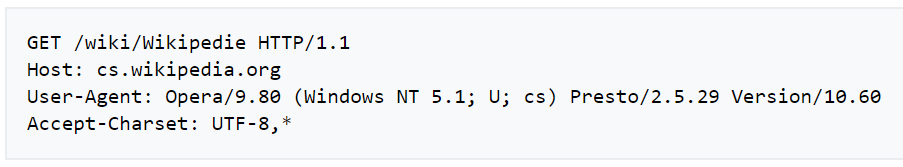 GET /wiki/Wikipedie HTTP/1.1
Host: cs.wikipedia.org
User-Agent: Opera/9.80 (Windows NT 5.1; U; cs) Presto/2.5.29 Version/10.60
Accept-Charset: UTF-8,*